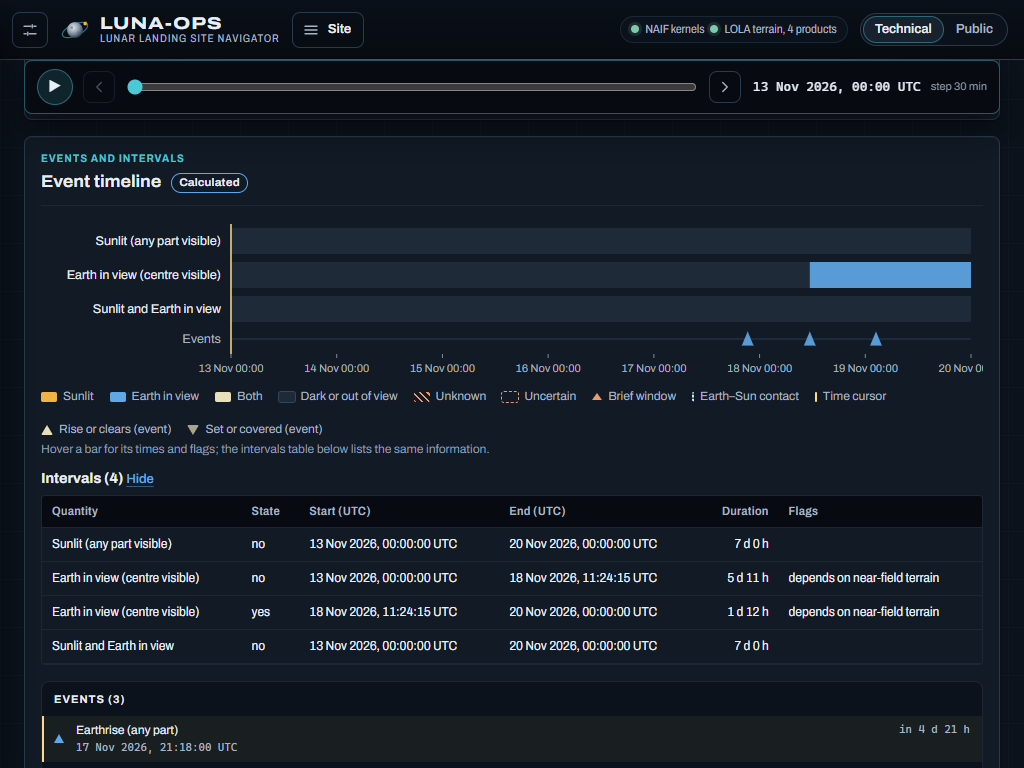 LUNA-OPS
LUNAR LANDING SITE NAVIGATOR
Site
NAIF kernels LOLA terrain, 4 products
Technical Public
13 Nov 2026, 00:00 UTC step 30 min
EVENTS AND INTERVALS
Event timeline Calculated
Sunlit (any part visible)
Earth in view (centre visible)
Sunlit and Earth in view
Events
13 Nov 00:00 14 Nov 00:00 15 Nov 00:00 16 Nov 00:00 17 Nov 00:00 18 Nov 00:00 19 Nov 00:00 20 Nov 0
Sunlit Earth in view Both Dark or out of view Unknown Uncertain Brief window Earth–Sun contact Time cursor
Rise or clears (event) Set or covered (event)
Hover a bar for its times and flags; the intervals table below lists the same information.
Intervals (4) Hide
Quantity State Start (UTC) End (UTC) Duration Flags
Sunlit (any part visible) no 13 Nov 2026, 00:00:00 UTC 20 Nov 2026, 00:00:00 UTC 7 d 0 h
Earth in view (centre visible) no 13 Nov 2026, 00:00:00 UTC 18 Nov 2026, 11:24:15 UTC 5 d 11 h depends on near-field terrain
Earth in view (centre visible) yes 18 Nov 2026, 11:24:15 UTC 20 Nov 2026, 00:00:00 UTC 1 d 12 h depends on near-field terrain
Sunlit and Earth in view no 13 Nov 2026, 00:00:00 UTC 20 Nov 2026, 00:00:00 UTC 7 d 0 h
EVENTS (3)
Earthrise (any part) in 4 d 21 h
17 Nov 2026, 21:18:00 UTC